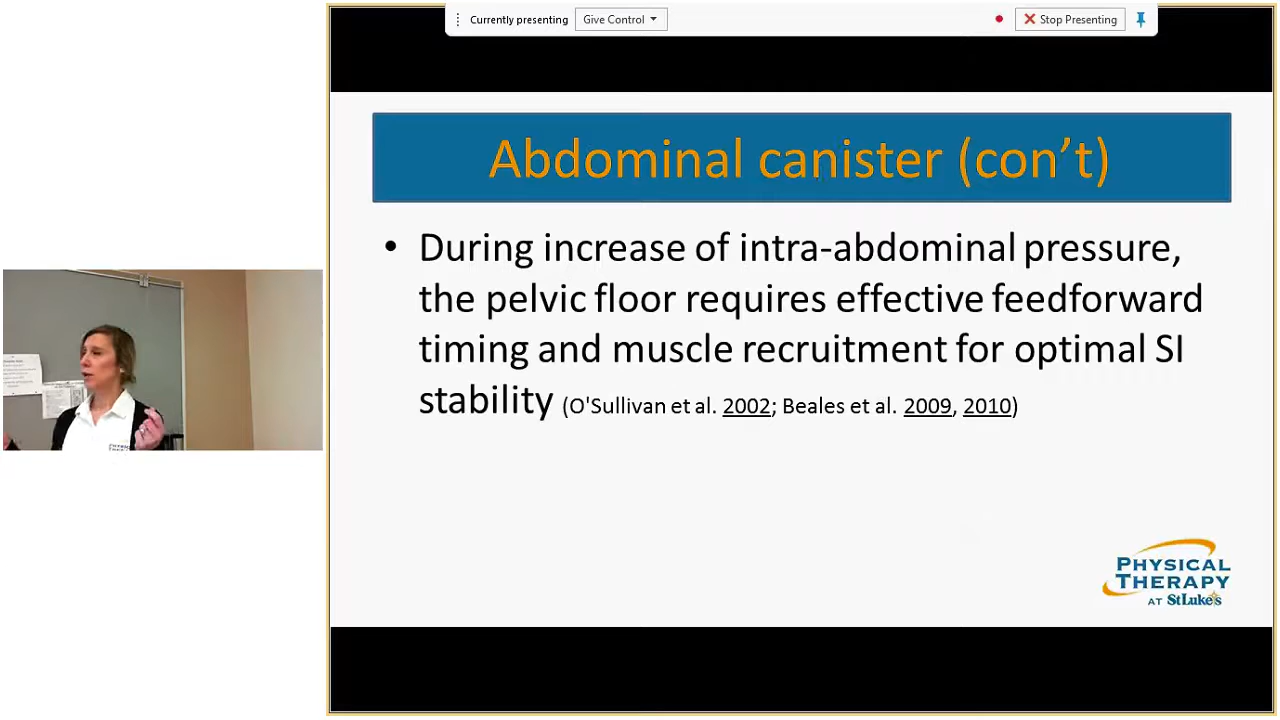 Currently presenting
Give Control
Stop Presenting
Abdominal canister (con’t)
• During increase of intra-abdominal pressure,
the pelvic floor requires effective feedforward
timing and muscle recruitment for optimal SI
stability (O'Sullivan et al. 2002; Beales et al. 2009, 2010)
PHYSICAL
THERAPY
AT StLuke's